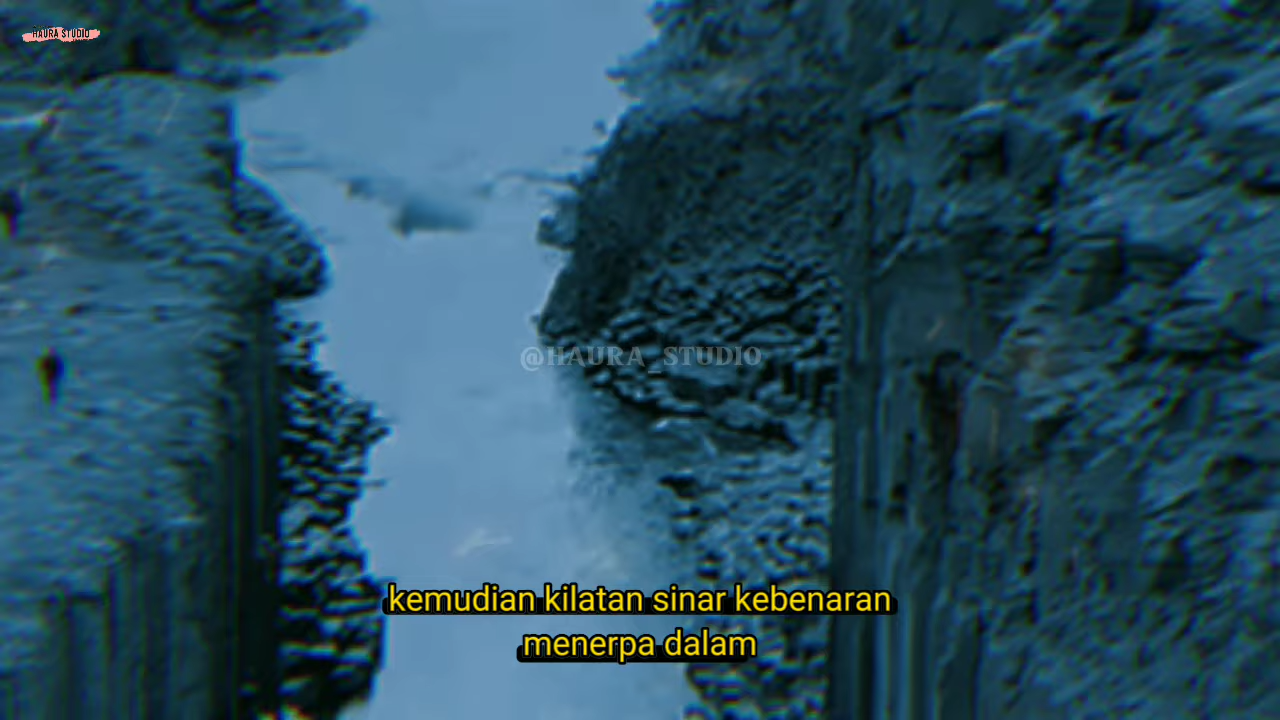 HAURA STUDIO
@HAURA_STUDIO
kemudian kilatan sinar kebenaran
menerpa dalam